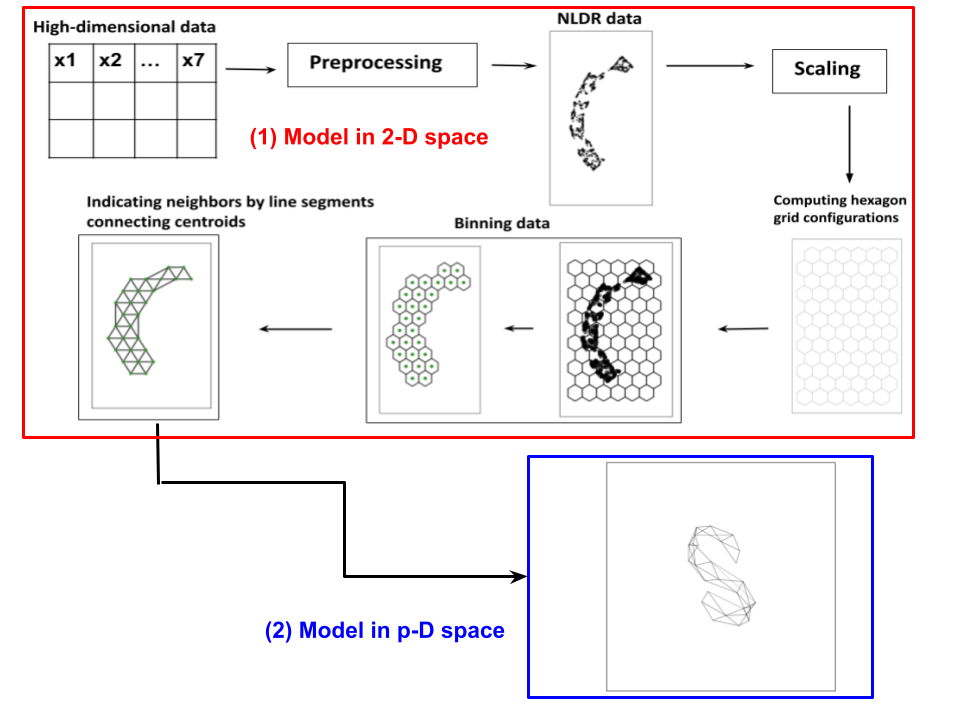 High-dimensional data
NLDR data
x1 x2 ... x7
Preprocessing
Scaling
(1) Model in 2-D space
Indicating neighbors by line segments
connecting centroids
Binning data
Computing hexagon
grid configurations
(2) Model in p-D space